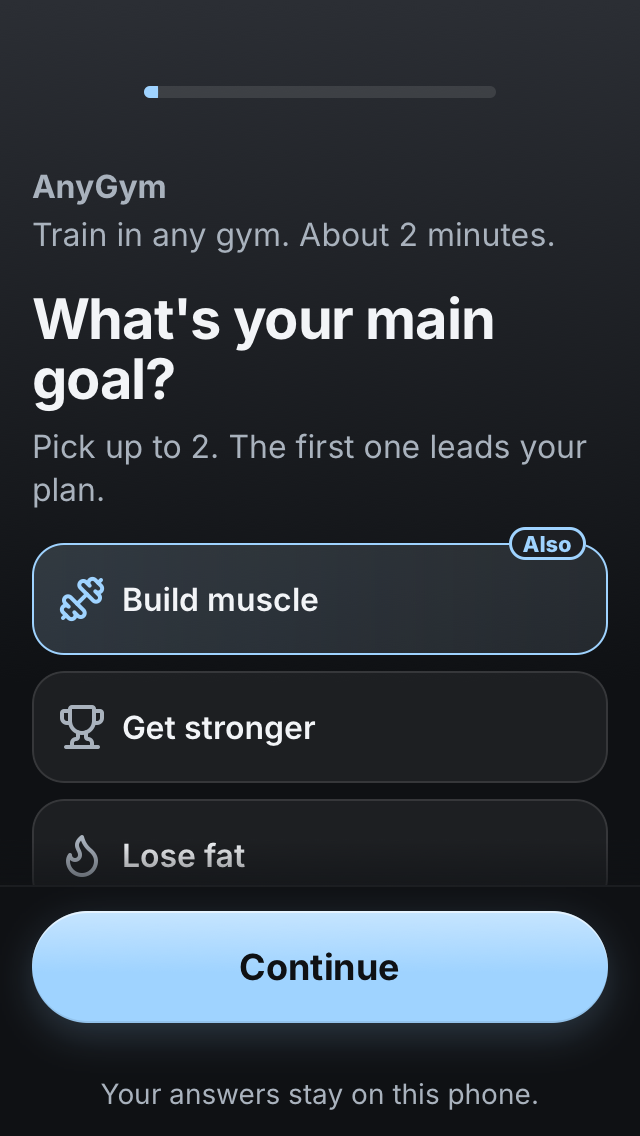 AnyGym
Train in any gym. About 2 minutes.
What's your main
goal?
Pick up to 2. The first one leads your
plan.
Also
Build muscle
Get stronger
Lose fat
Continue
Your answers stay on this phone.